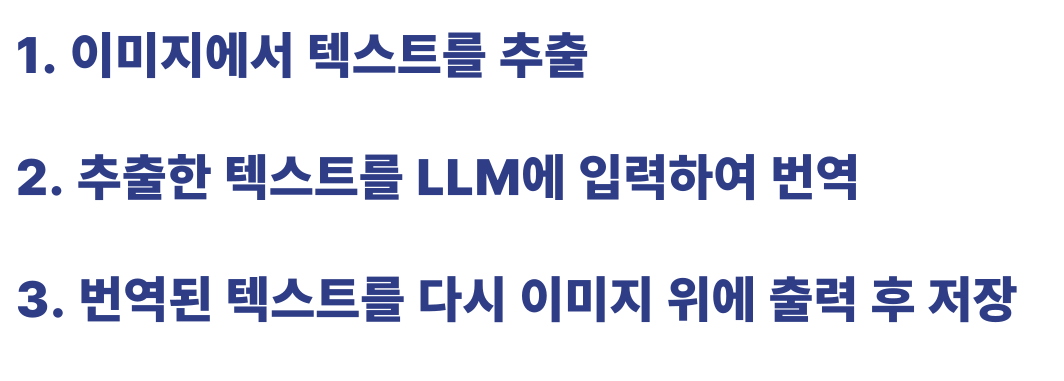 1. 이미지에서 텍스트를 추출
2. 추출한 텍스트를 LLM에 입력하여 번역
3. 번역된 텍스트를 다시 이미지 위에 출력 후 저장